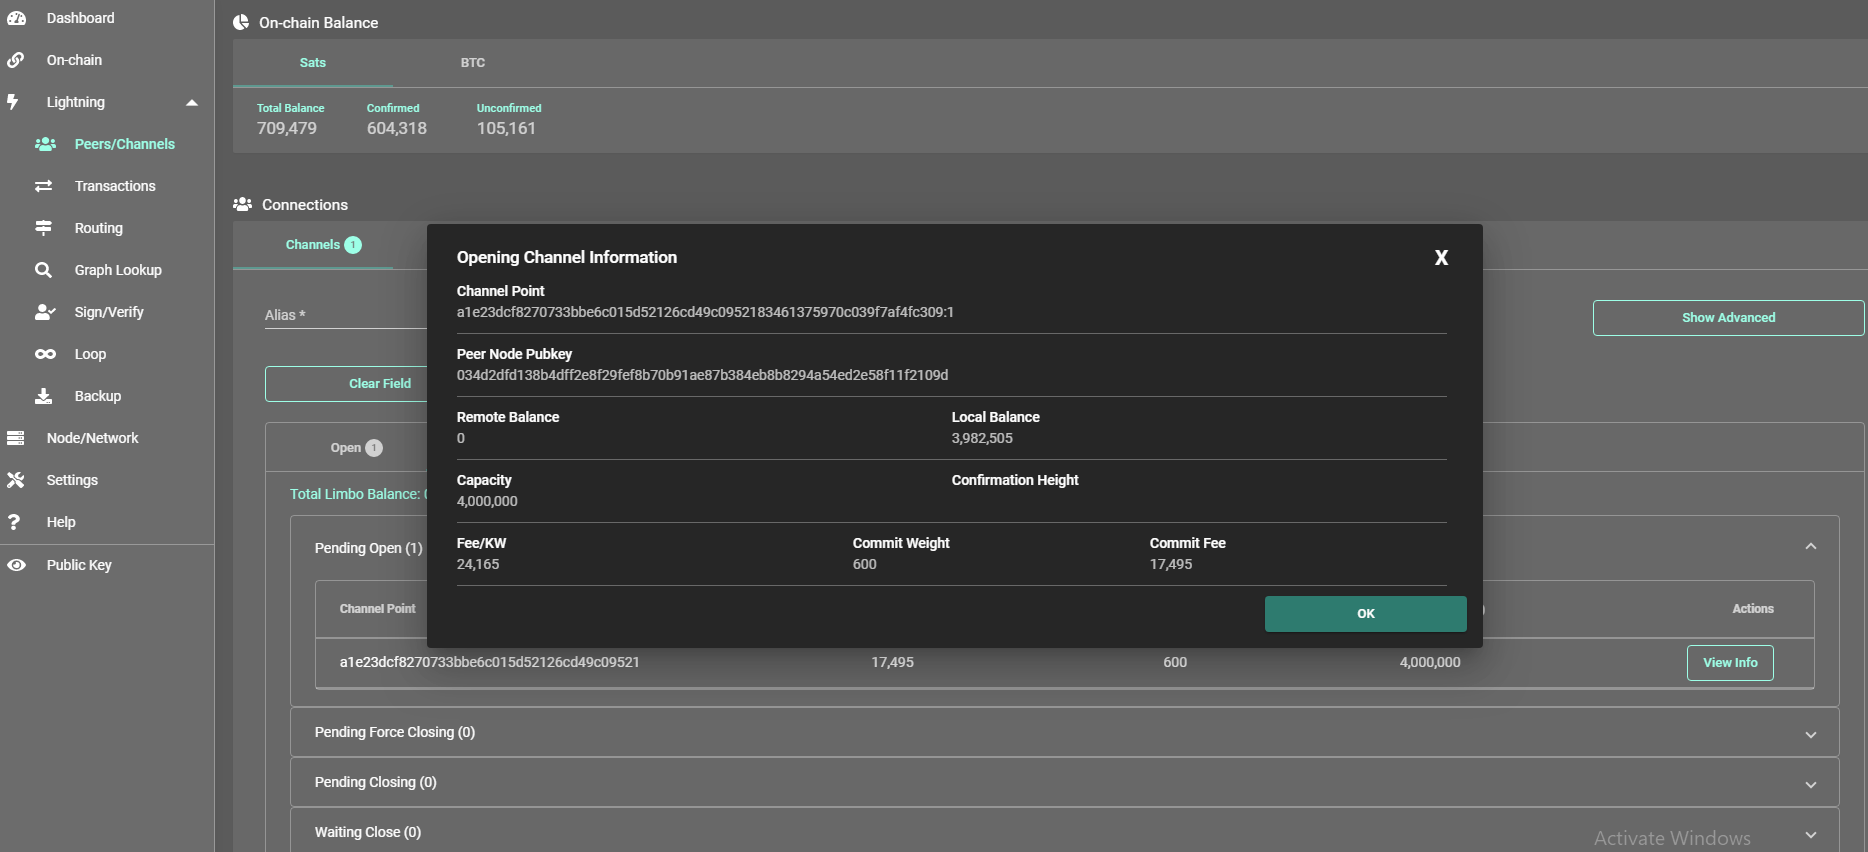 Dashboard
On-chain
Lightning
Peers/Channels
Transactions
Routing
Graph Lookup
Sign/Verify
Loop
Backup
Node/Network
Settings
Help
Public Key
On-chain Balance
Sats BTC
Total Balance Confirmed Unconfirmed
709,479 604,318 105,161
Connections
Channels 1
Alias *
Show Advanced
Clear Field
Open 1
Total Limbo Balance:
Pending Open (1)
Channel Point Actions
a1e23dcf8270733bbe6c015d52126cd49c09521 17,495 600 4,000,000 View Info
Pending Force Closing (0)
Pending Closing (0)
Waiting Close (0)
Opening Channel Information X
Channel Point
a1e23dcf8270733bbe6c015d52126cd49c0952183461375970c039f7af4fc309:1
Peer Node Pubkey
034d2dfd138b4dff2e8f29fef8b70b91ae87b384eb8b8294a54ed2e58f11f2109d
Remote Balance Local Balance
0 3,982,505
Capacity Confirmation Height
4,000,000
Fee/KW Commit Weight Commit Fee
24,165 600 17,495
OK
Activate Windows